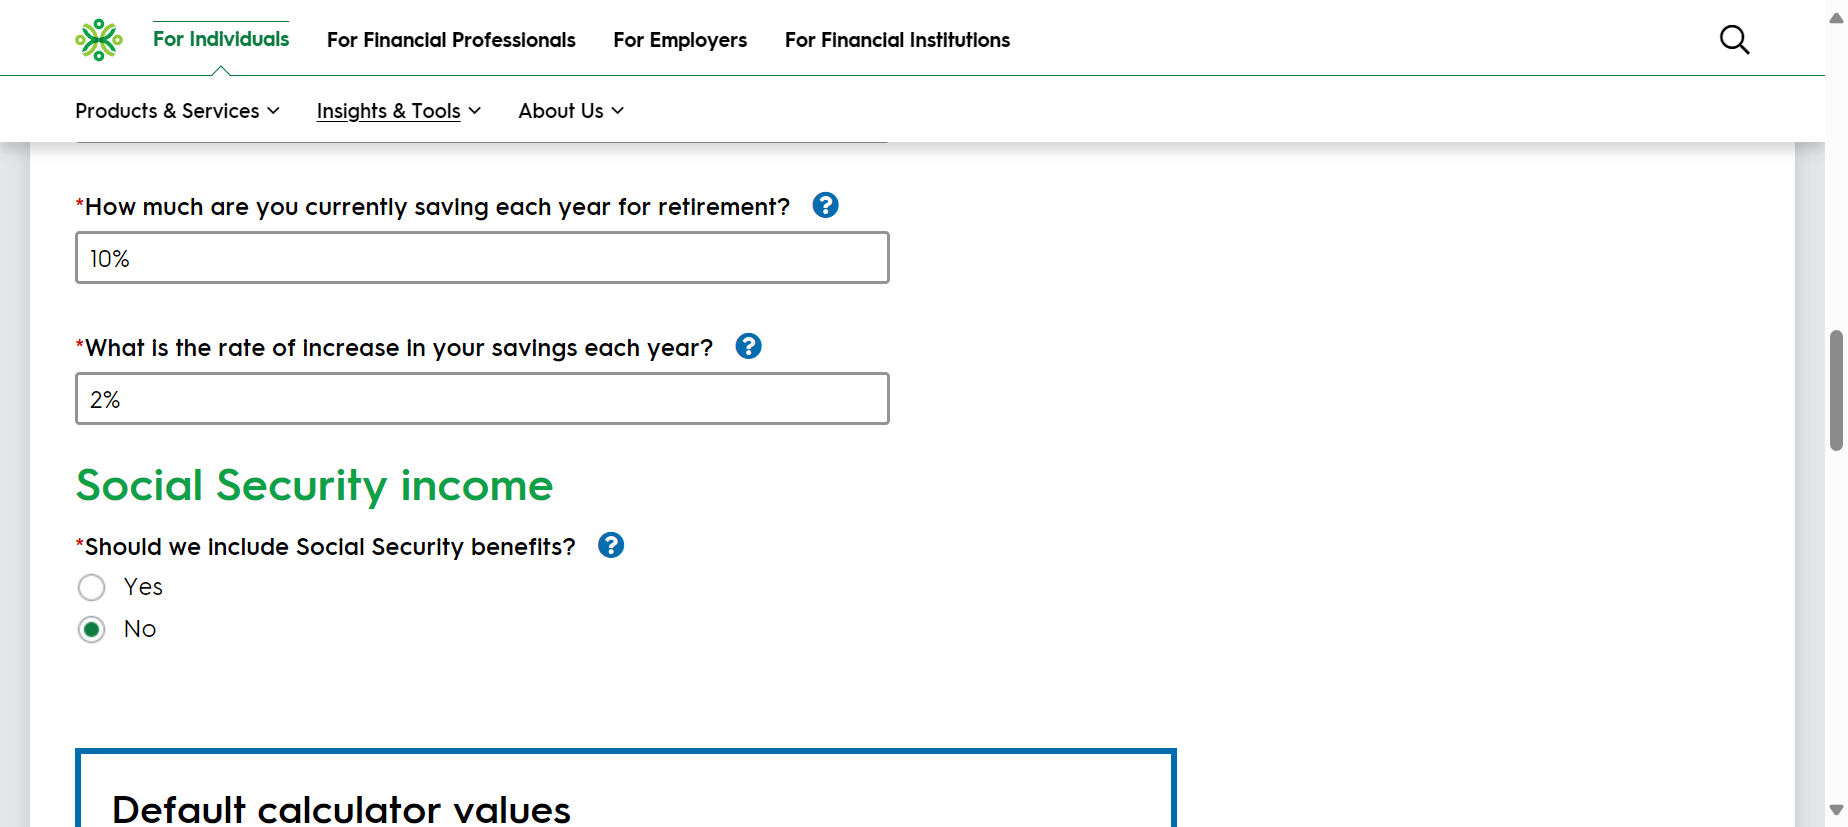 For Individuals For Financial Professionals For Employers For Financial Institutions
Products & Services Insights & Tools About Us
*How much are you currently saving each year for retirement? ?
10%
*What is the rate of increase in your savings each year? ?
2%
Social Security income
*Should we include Social Security benefits? ?
Yes
No
Default calculator values